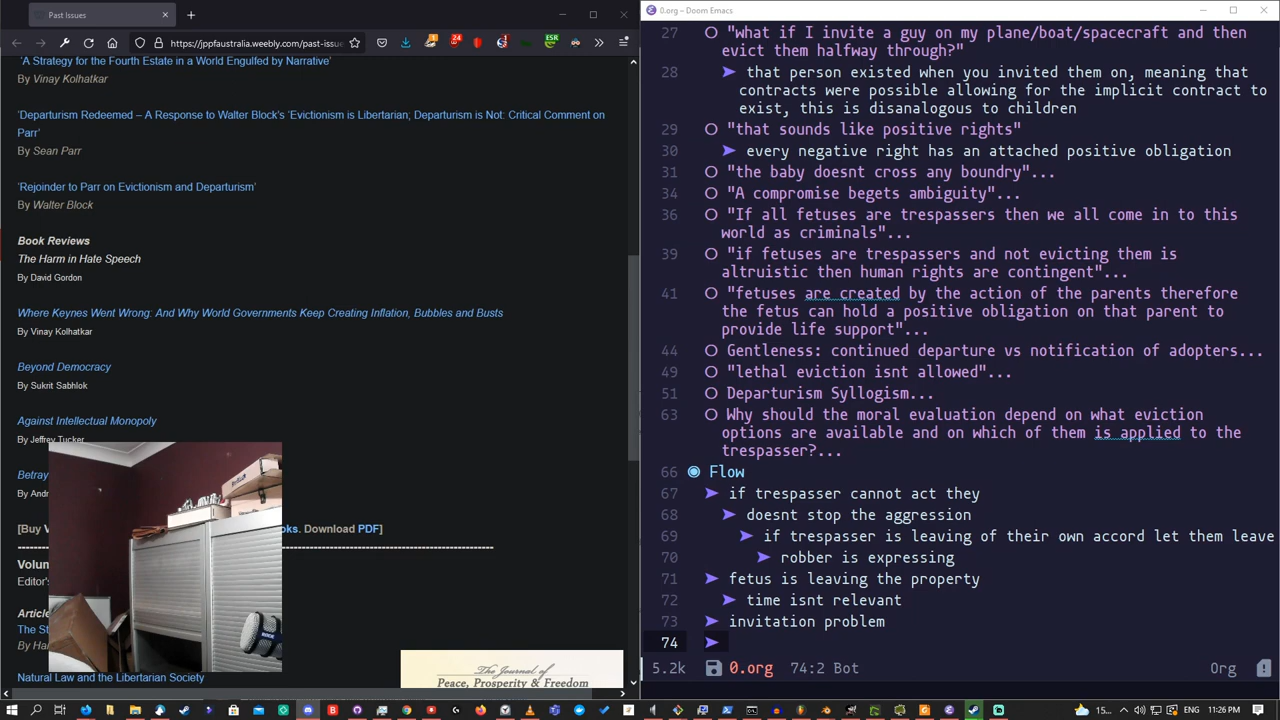 Past Issues
https://jppfaustralia.weebly.com/past-issue
24
ESR
'A Strategy for the Fourth Estate in a World Engulfed by Narrative'
By Vinay Kolhatkar
'Departurism Redeemed – A Response to Walter Block's 'Evictionism is Libertarian; Departurism is Not: Critical Comment on
Parr'
By Sean Parr
'Rejoinder to Parr on Evictionism and Departurism'
By Walter Block
Book Reviews
The Harm in Hate Speech
By David Gordon
Where Keynes Went Wrong: And Why World Governments Keep Creating Inflation, Bubbles and Busts
By Vinay Kolhatkar
Beyond Democracy
By Sukrit Sabhlok
Against Intellectual Monopoly
By Jeffrey Tucker
Betray
By Andr
[Buy V
oks. Download PDF]
Volum
Editor's
Article
The St
By Ha
Natural Law and the Libertarian Society
The Journal of
Peace, Prosperity & Freedom
0.org – Doom Emacs
27 "what if I invite a guy on my plane/boat/spacecraft and then
evict them halfway through?"
28 that person existed when you invited them on, meaning that
contracts were possible allowing for the implicit contract to
exist, this is disanalogous to children
29 "that sounds like positive rights"
30 every negative right has an attached positive obligation
31 "the baby doesnt cross any boundry"...
34 "A compromise begets ambiguity"...
36 "If all fetuses are trespassers then we all come in to this
world as criminals"...
39 "if fetuses are trespassers and not evicting them is
altruistic then human rights are contingent"...
41 "fetuses are created by the action of the parents therefore
the fetus can hold a positive obligation on that parent to
provide life support"...
44 Gentleness: continued departure vs notification of adopters...
49 "lethal eviction isnt allowed"...
51 Departurism Syllogism...
63 Why should the moral evaluation depend on what eviction
options are available and on which of them is applied to the
trespasser?...
66 Flow
67 if trespasser cannot act they
68 doesnt stop the aggression
69 if trespasser is leaving of their own accord let them leave
70 robber is expressing
71 fetus is leaving the property
72 time isnt relevant
73 invitation problem
74
5.2k 0.org 74:2 Bot Org
15... 11:26 PM